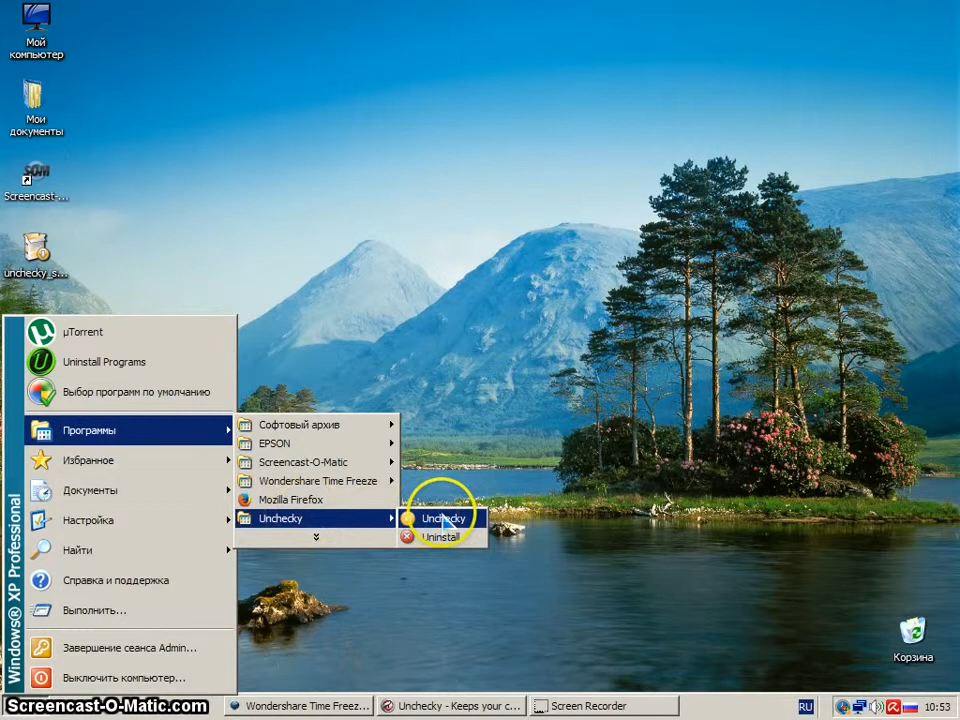 Мой
компьютер
Мои
документы
SOM
Screencast-...
unchecky_s...
µTorrent
Uninstall Programs
Выбор программ по умолчанию
Программы
Избранное
Документы
Настройка
Найти
Справка и поддержка
Выполнить...
Завершение сеанса Admin...
Выключить компьютер...
Windows® XP Professional
Софтовый архив
EPSON
Screencast-O-Matic
Wondershare Time Freeze
Mozilla Firefox
Unchecky
Unchecky
Uninstall
Корзина
Screencast-O-Matic.com
Wondershare Time Freez...
Unchecky - Keeps your c...
Screen Recorder
RU
10:53